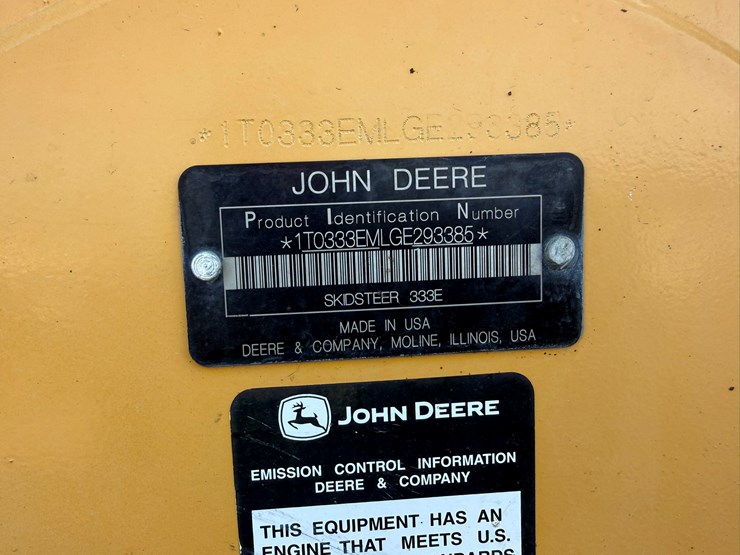 *1T0333EMLGE293385*
JOHN DEERE
Product Identification Number
*1T0333EMLGE293385*
SKIDSTEER 333E
MADE IN USA
DEERE & COMPANY, MOLINE, ILLINOIS, USA
JOHN DEERE
EMISSION CONTROL INFORMATION
DEERE & COMPANY
THIS EQUIPMENT HAS AN
ENGINE THAT MEETS U.S.